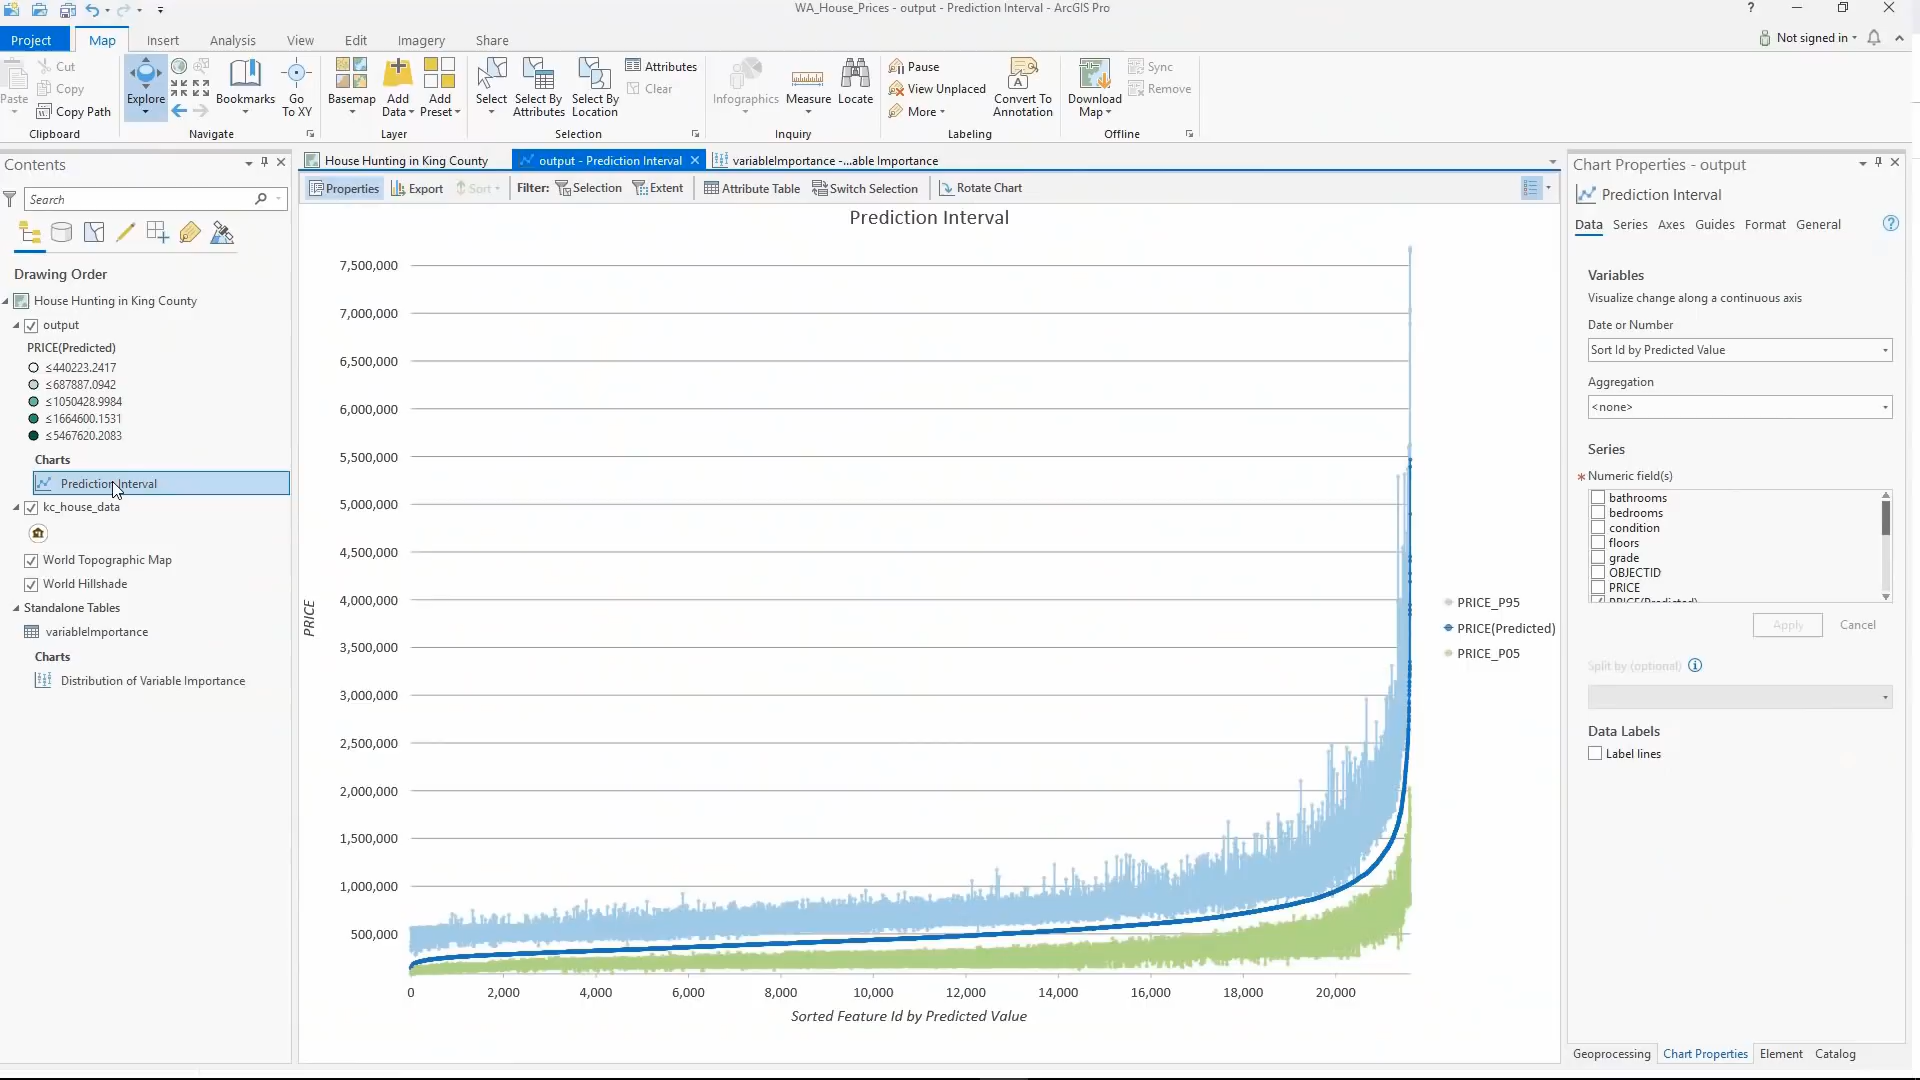 WA_House_Prices - output - Prediction Interval - ArcGIS Pro
?
Project
Map
Insert
Analysis
View
Edit
Imagery
Share
Not signed in
Paste
Cut
Copy
Copy Path
Clipboard
Explore
Bookmarks
Go To XY
Navigate
Basemap
Add Data
Add Preset
Layer
Select
Select By Attributes
Select By Location
Attributes
Clear
Selection
Infographics
Measure
Locate
Inquiry
Pause
View Unplaced
More
Convert To Annotation
Labeling
Download Map
Sync
Remove
Offline
Contents
Search
Drawing Order
House Hunting in King County
output
PRICE(Predicted)
≤440223.2417
≤687887.0942
≤1050428.9984
≤1664600.1531
≤5467620.2083
Charts
Prediction Interval
kc_house_data
World Topographic Map
World Hillshade
Standalone Tables
variableImportance
Charts
Distribution of Variable Importance
House Hunting in King County
output - Prediction Interval
variableImportance -...able Importance
Properties
Export
Sort
Filter:
Selection
Extent
Attribute Table
Switch Selection
Rotate Chart
Prediction Interval
7,500,000
7,000,000
6,500,000
6,000,000
5,500,000
5,000,000
4,500,000
4,000,000
3,500,000
3,000,000
2,500,000
2,000,000
1,500,000
1,000,000
500,000
PRICE
0
2,000
4,000
6,000
8,000
10,000
12,000
14,000
16,000
18,000
20,000
Sorted Feature Id by Predicted Value
PRICE_P95
PRICE(Predicted)
PRICE_P05
Chart Properties - output
Prediction Interval
Data
Series
Axes
Guides
Format
General
?
Variables
Visualize change along a continuous axis
Date or Number
Sort Id by Predicted Value
Aggregation
<none>
Series
* Numeric field(s)
bathrooms
bedrooms
condition
floors
grade
OBJECTID
PRICE
PRICE(Predicted)
Apply
Cancel
Split by (optional)
Data Labels
Label lines
Geoprocessing
Chart Properties
Element
Catalog